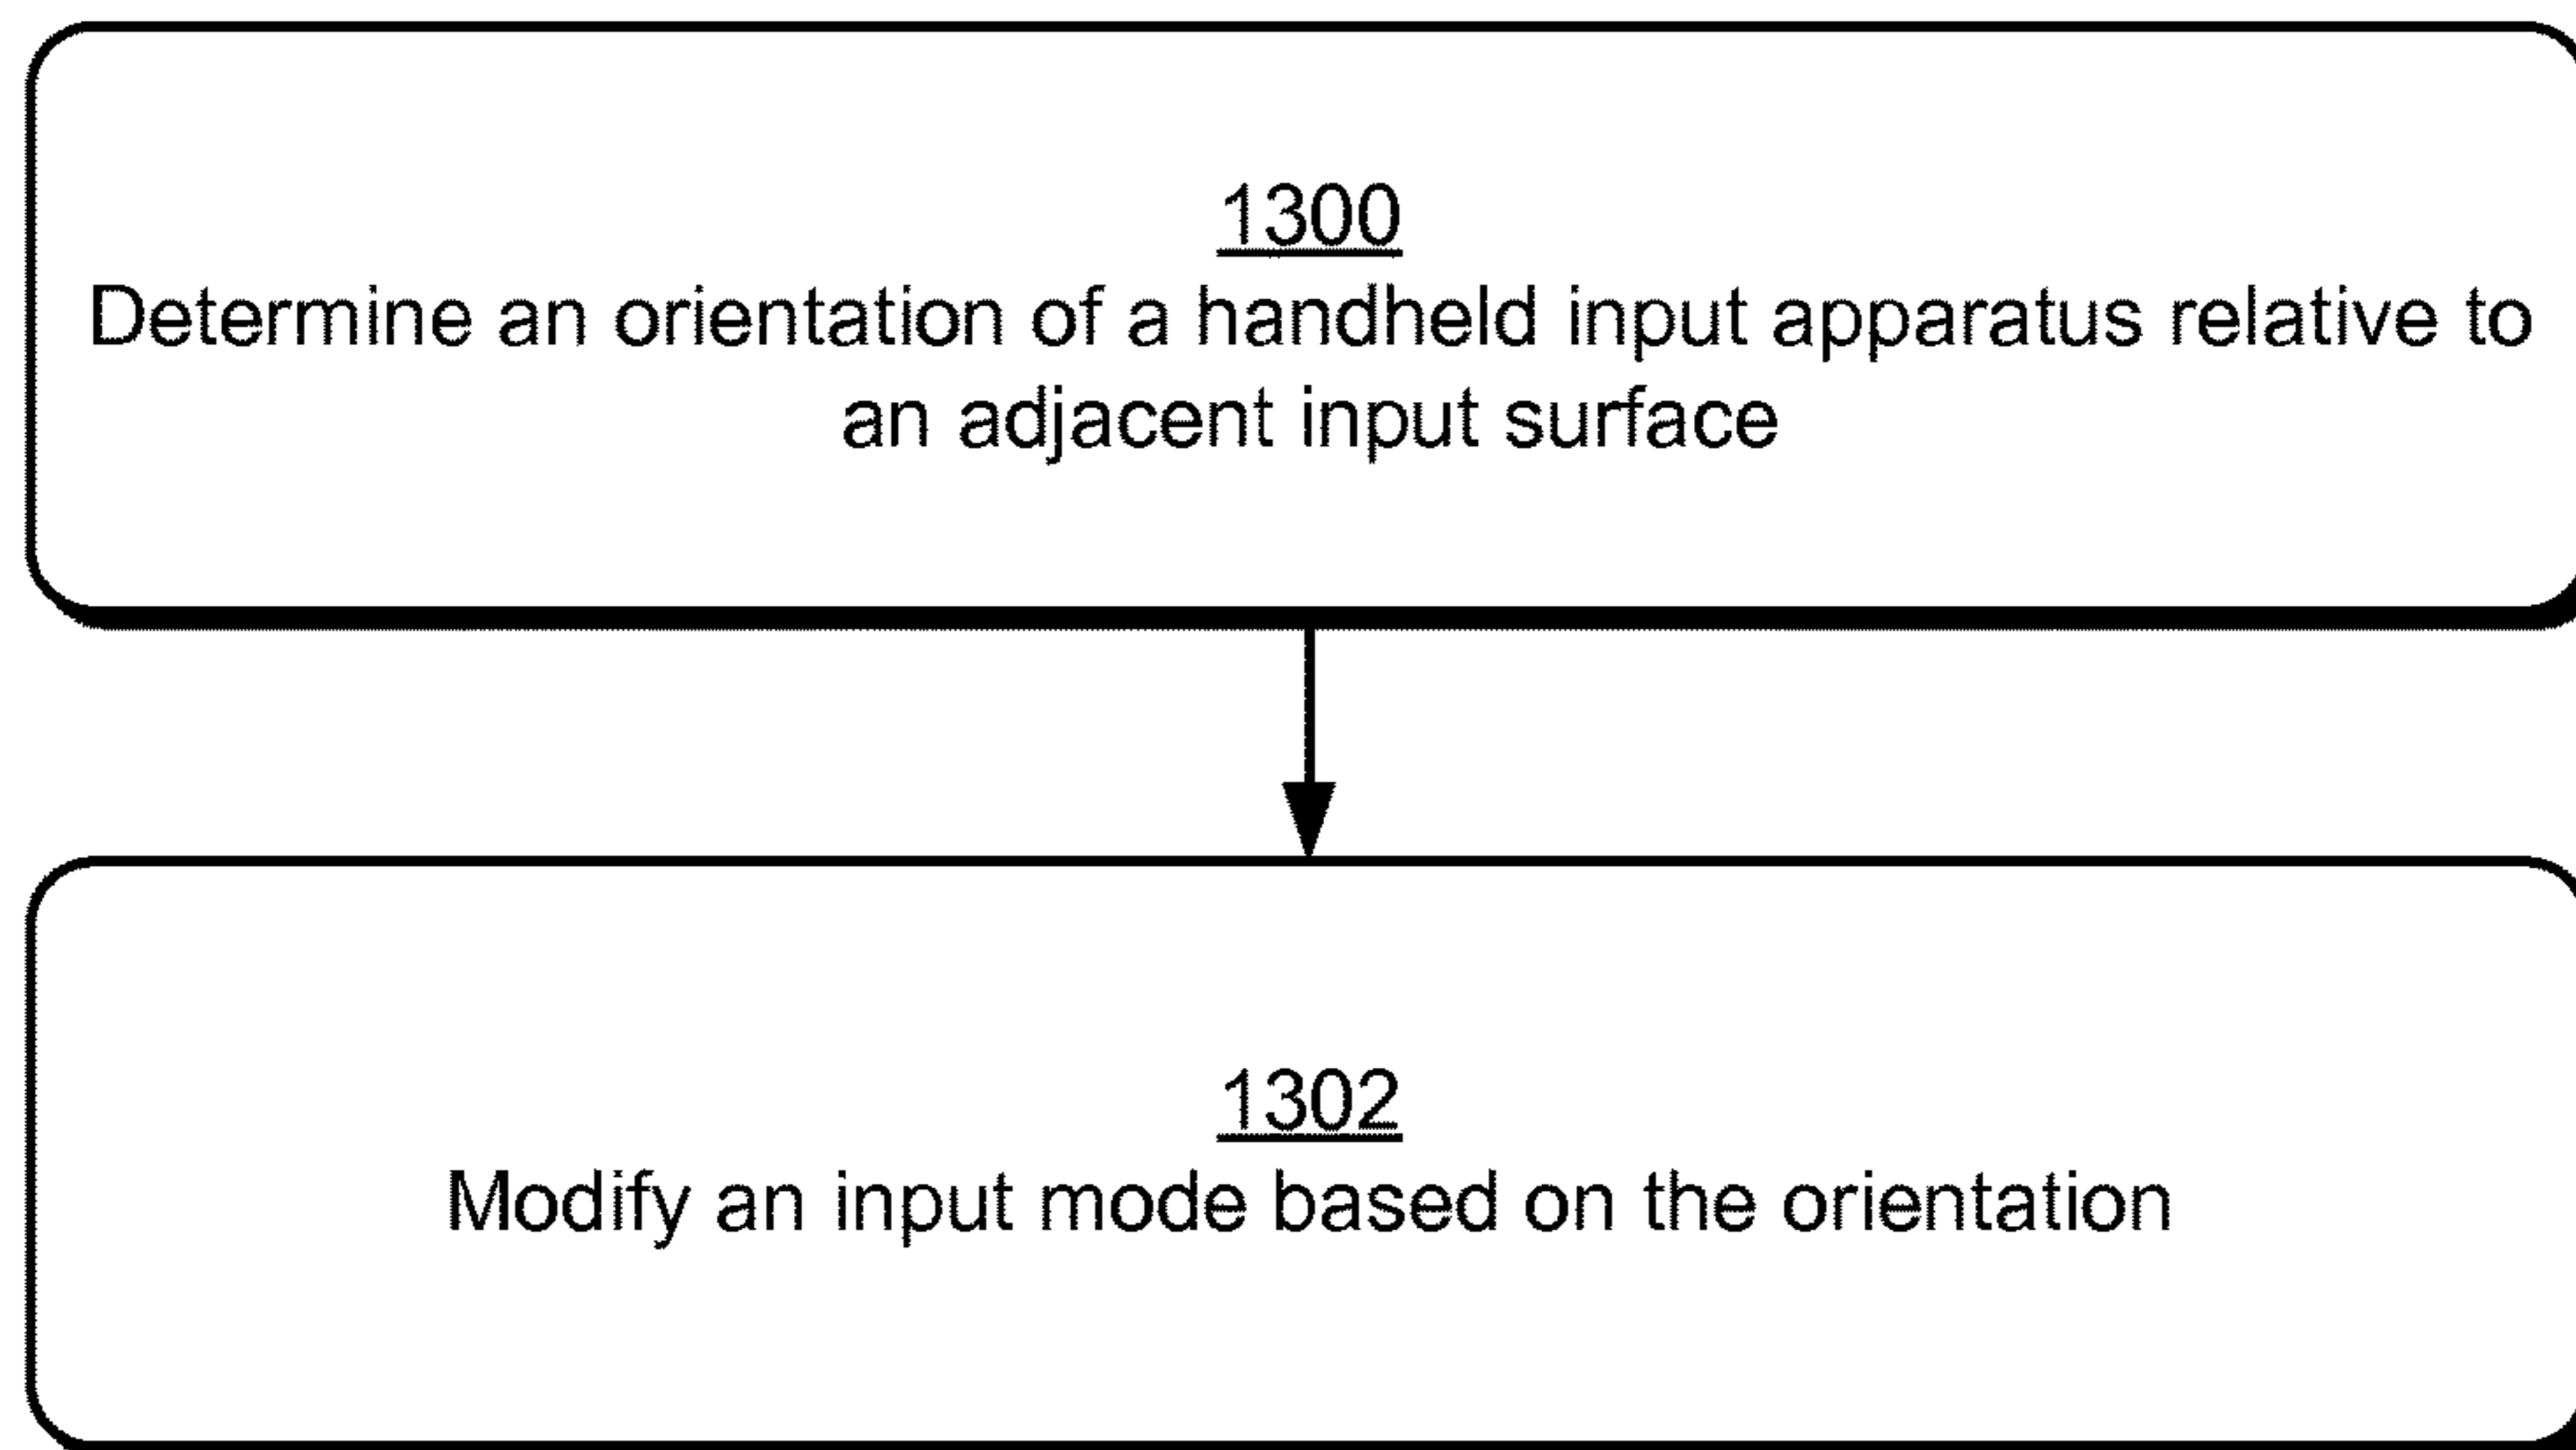 1300
Determine an orientation of a handheld input apparatus relative to
an adjacent input surface
1302
Modify an input mode based on the orientation